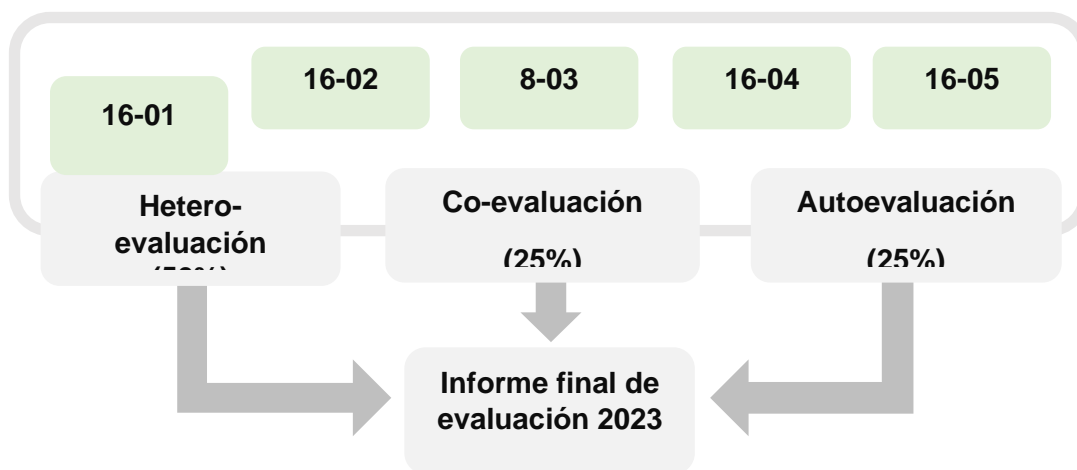 16-01
16-02
8-03
16-04
16-05
Hetero-
evaluación
Co-evaluación
(25%)
Autoevaluación
(25%)
Informe final de
evaluación 2023